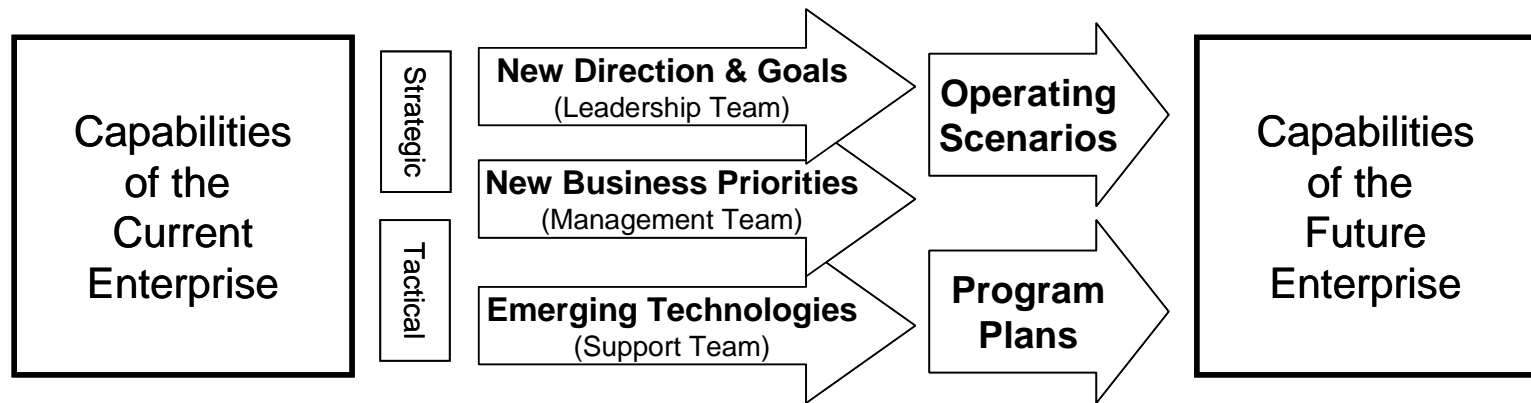 Capabilities
of the
Current
Enterprise
Strategic
Tactical
New Direction & Goals
(Leadership Team)
New Business Priorities
(Management Team)
Emerging Technologies
(Support Team)
Operating
Scenarios
Program
Plans
Capabilities
of the
Future
Enterprise